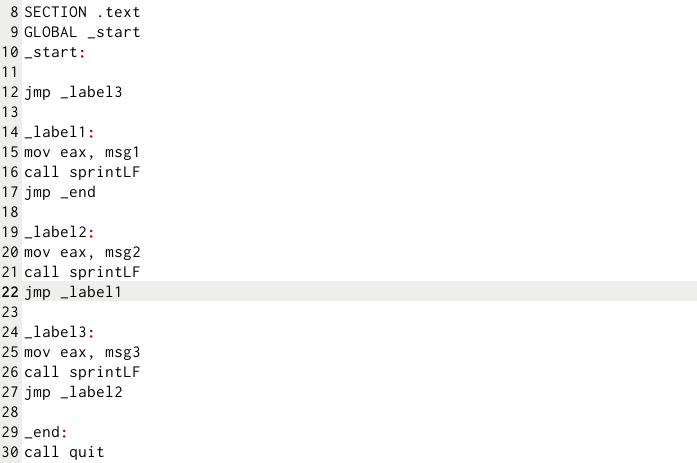 8 SECTION .text
9 GLOBAL _start
10 _start:
11
12 jmp _label3
13
14 _label1:
15 mov eax, msg1
16 call sprintLF
17 jmp _end
18
19 _label2:
20 mov eax, msg2
21 call sprintLF
22 jmp _label1
23
24 _label3:
25 mov eax, msg3
26 call sprintLF
27 jmp _label2
28
29 _end:
30 call quit